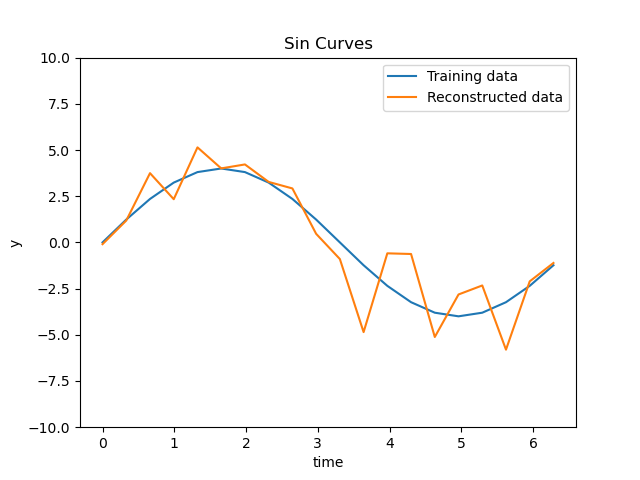 Sin Curves
Training data
Reconstructed data
10.0
7.5
5.0
2.5
0.0
−2.5
−5.0
−7.5
−10.0
y
0 1 2 3 4 5 6
time